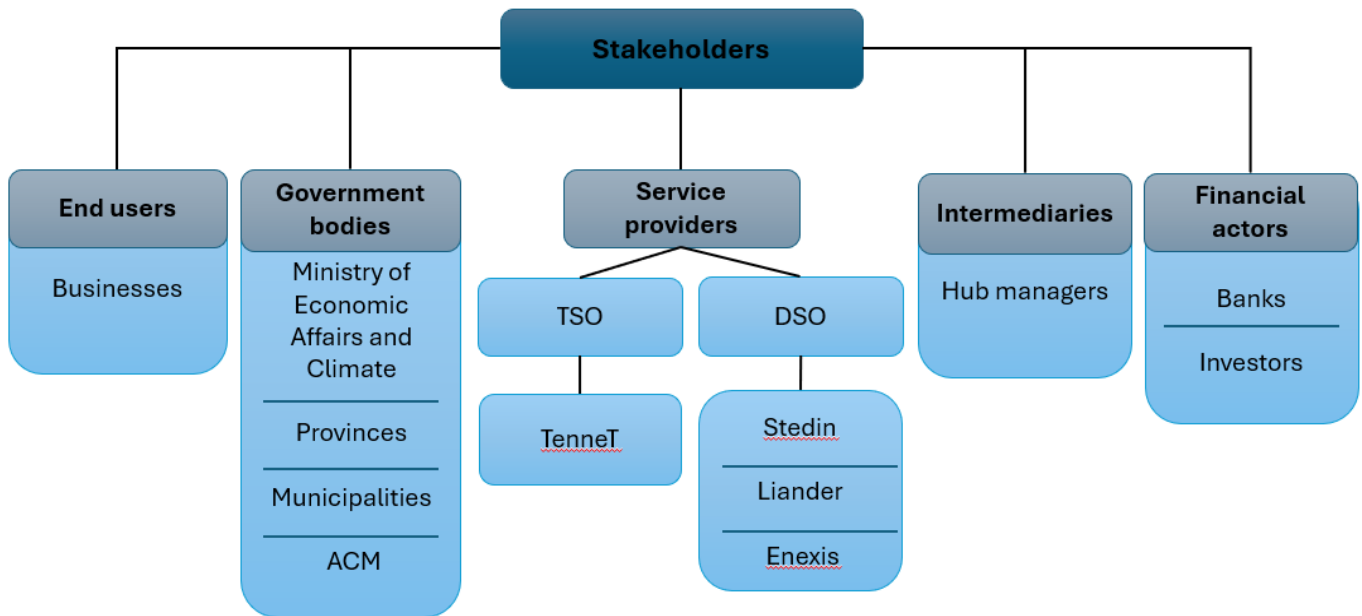 Stakeholders
End users
Businesses
Government
bodies
Ministry of
Economic
Affairs and
Climate
Provinces
Municipalities
ACM
Service
providers
TSO
TenneT
DSO
Stedin
Liander
Enexis
Intermediaries
Hub managers
Financial
actors
Banks
Investors